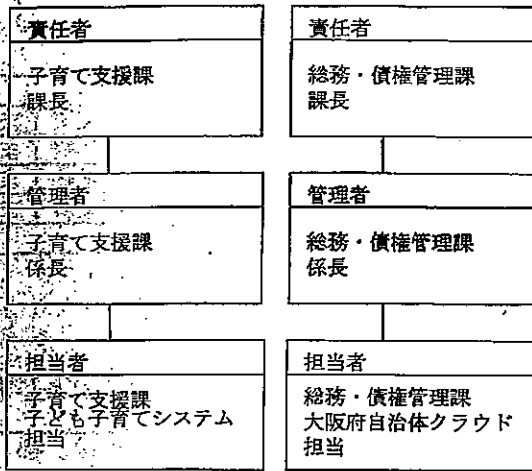 責任者
子育て支援課
課長
管理者
子育て支援課
係長
担当者
子育て支援課
子ども子育てシステム
担当
責任者
総務・債権管理課
課長
管理者
総務・債権管理課
係長
担当者
総務・債権管理課
大阪府自治体クラウド
担当